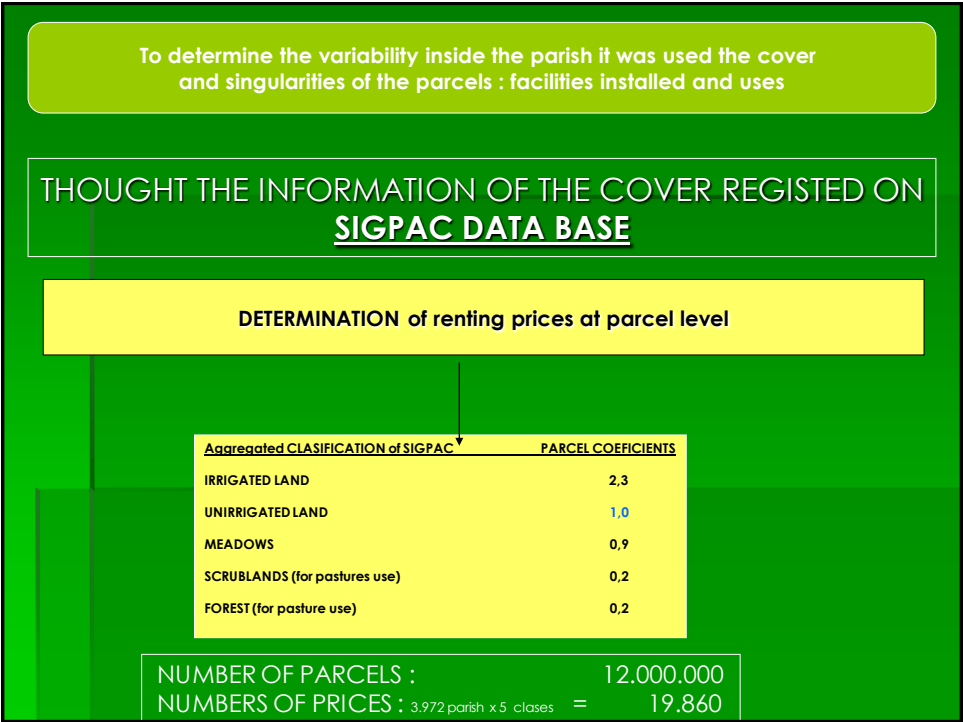 To determine the variability inside the parish it was used the cover
and singularities of the parcels : facilities installed and uses
THOUGHT THE INFORMATION OF THE COVER REGISTED ON
SIGPAC DATA BASE
DETERMINATION of renting prices at parcel level
Aggregated CLASIFICATION of SIGPAC PARCEL COEFICIENTS
IRRIGATED LAND 2,3
UNIRRIGATED LAND 1,0
MEADOWS 0,9
SCRUBLANDS (for pastures use) 0,2
FOREST (for pasture use) 0,2
NUMBER OF PARCELS : 12.000.000
NUMBERS OF PRICES : 3.972 parish x 5 clases = 19.860